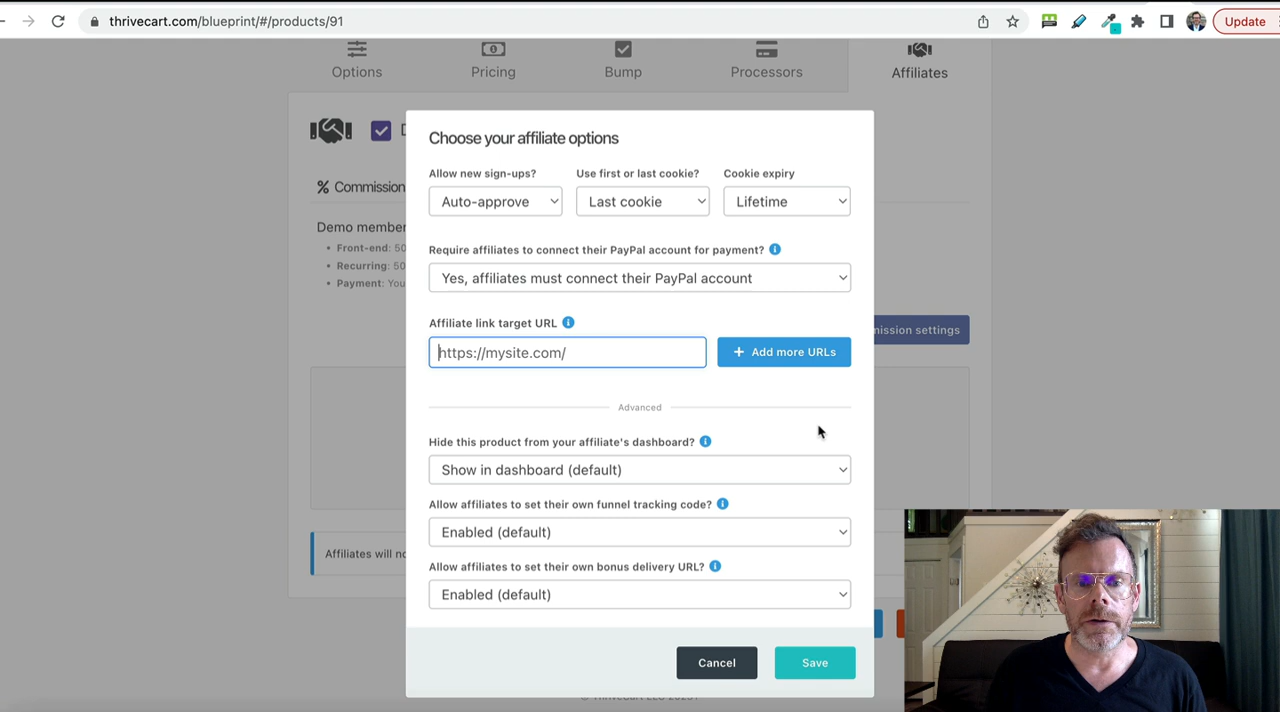 thrivecart.com/blueprint/#/products/91
Update
Options
Pricing
Bump
Processors
Affiliates
Choose your affiliate options
Allow new sign-ups?
Use first or last cookie?
Cookie expiry
Auto-approve
Last cookie
Lifetime
% Commission
Demo member
Front-end: 50
Recurring: 50
Payment: You
Require affiliates to connect their PayPal account for payment?
Yes, affiliates must connect their PayPal account
Affiliate link target URL
mission settings
https://mysite.com/
+ Add more URLs
Advanced
Hide this product from your affiliate's dashboard?
Show in dashboard (default)
Allow affiliates to set their own funnel tracking code?
Enabled (default)
Affiliates will no
Allow affiliates to set their own bonus delivery URL?
Enabled (default)
Cancel
Save